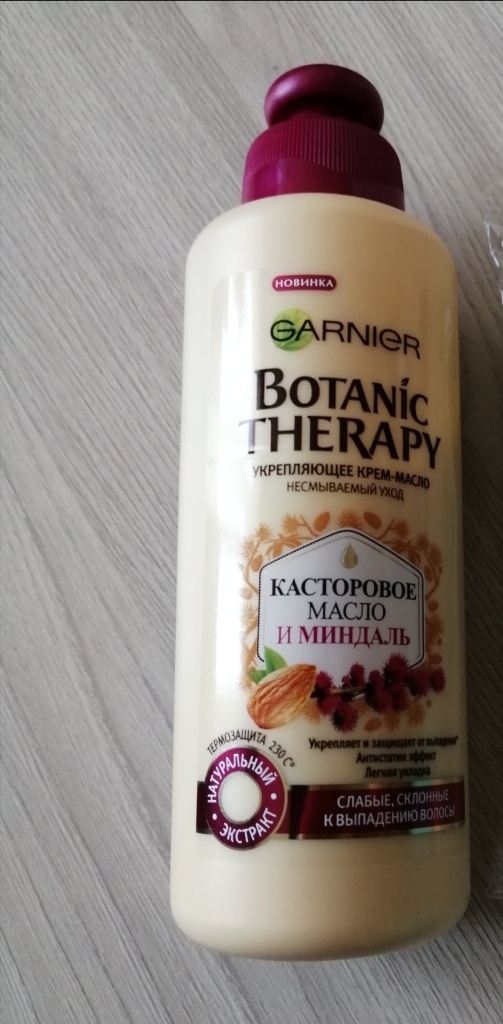 НОВИНКА
GARNIER
BOTANIC
THERAPY
УКРЕПЛЯЮЩЕЕ КРЕМ-МАСЛО
НЕСМЫВАЕМЫЙ УХОД
КАСТОРОВОЕ
МАСЛО
И МИНДАЛЬ
ТЕРМОЗАЩИТА 230 С°
НАТУРАЛЬНЫЙ
ЭКСТРАКТ
Укрепляет и защищает от выпадения*
Антистатик эффект
Легкая укладка
СЛАБЫЕ, СКЛОННЫЕ
К ВЫПАДЕНИЮ ВОЛОСЫ